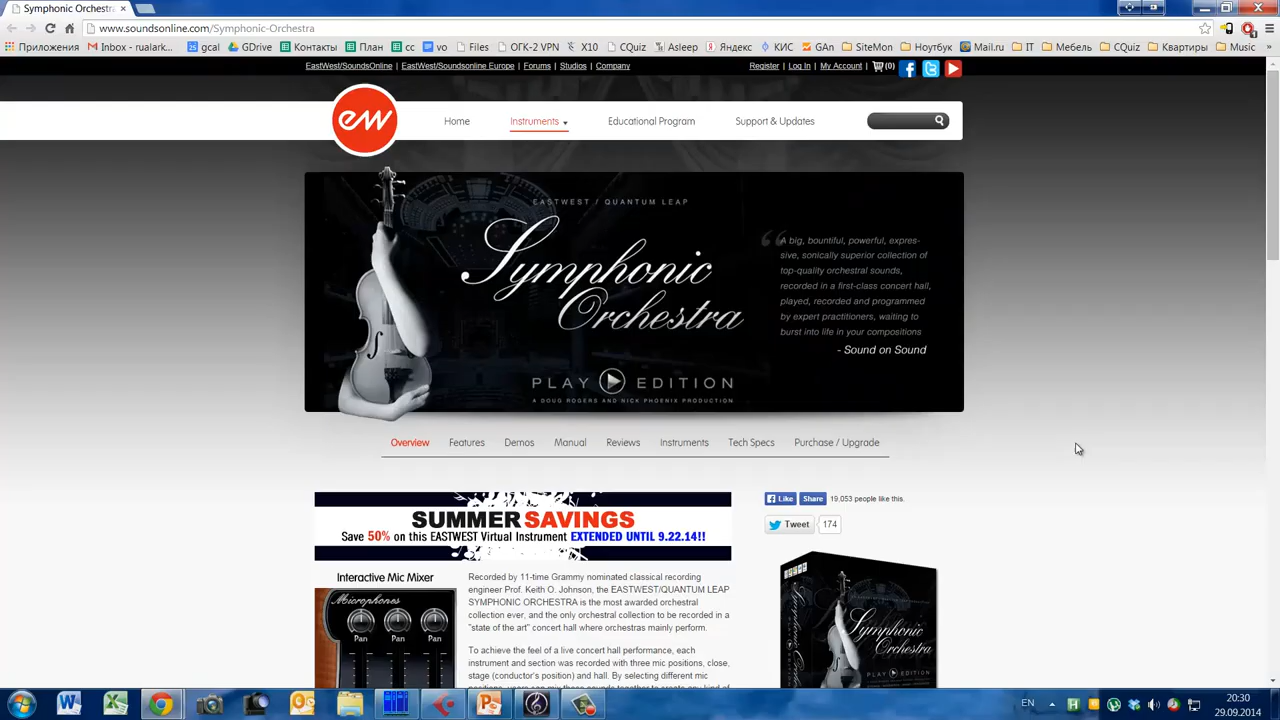 Symphonic Orchestra
www.soundsonline.com/Symphonic-Orchestra
Приложения Inbox - rualark... gcal GDrive Контакты План cc vo Files ОГК-2 VPN X10 CQuiz Asleep Яндекс КИС GAn SiteMon Ноутбук Mail.ru IT Мебель CQuiz Квартиры Music
EastWest/SoundsOnline | EastWest/Soundsonline Europe | Forums | Studios | Company
Register | Log In | My Account | (0)
ew
Home Instruments Educational Program Support & Updates
EASTWEST / QUANTUM LEAP
Symphonic
Orchestra
PLAY EDITION
A DOUG ROGERS AND NICK PHOENIX PRODUCTION
A big, bountiful, powerful, expres-
sive, sonically superior collection of
top-quality orchestral sounds,
recorded in a first-class concert hall,
played, recorded and programmed
by expert practitioners, waiting to
burst into life in your compositions
- Sound on Sound
Overview Features Demos Manual Reviews Instruments Tech Specs Purchase / Upgrade
SUMMER SAVINGS
Save 50% on this EASTWEST Virtual Instrument EXTENDED UNTIL 9.22.14!!
Like Share 19,053 people like this.
Tweet 174
Interactive Mic Mixer
Microphones
Pan Pan Pan
Recorded by 11-time Grammy nominated classical recording
engineer Prof. Keith O. Johnson, the EASTWEST/QUANTUM LEAP
SYMPHONIC ORCHESTRA is the most awarded orchestral
collection ever, and the only orchestral collection to be recorded in a
"state of the art" concert hall where orchestras mainly perform.
To achieve the feel of a live concert hall performance, each
instrument and section was recorded with three mic positions, close,
stage (conductor's position) and hall. By selecting different mic
Symphonic
Orchestra
PLAY EDITION
EN
20:30
29.09.2014